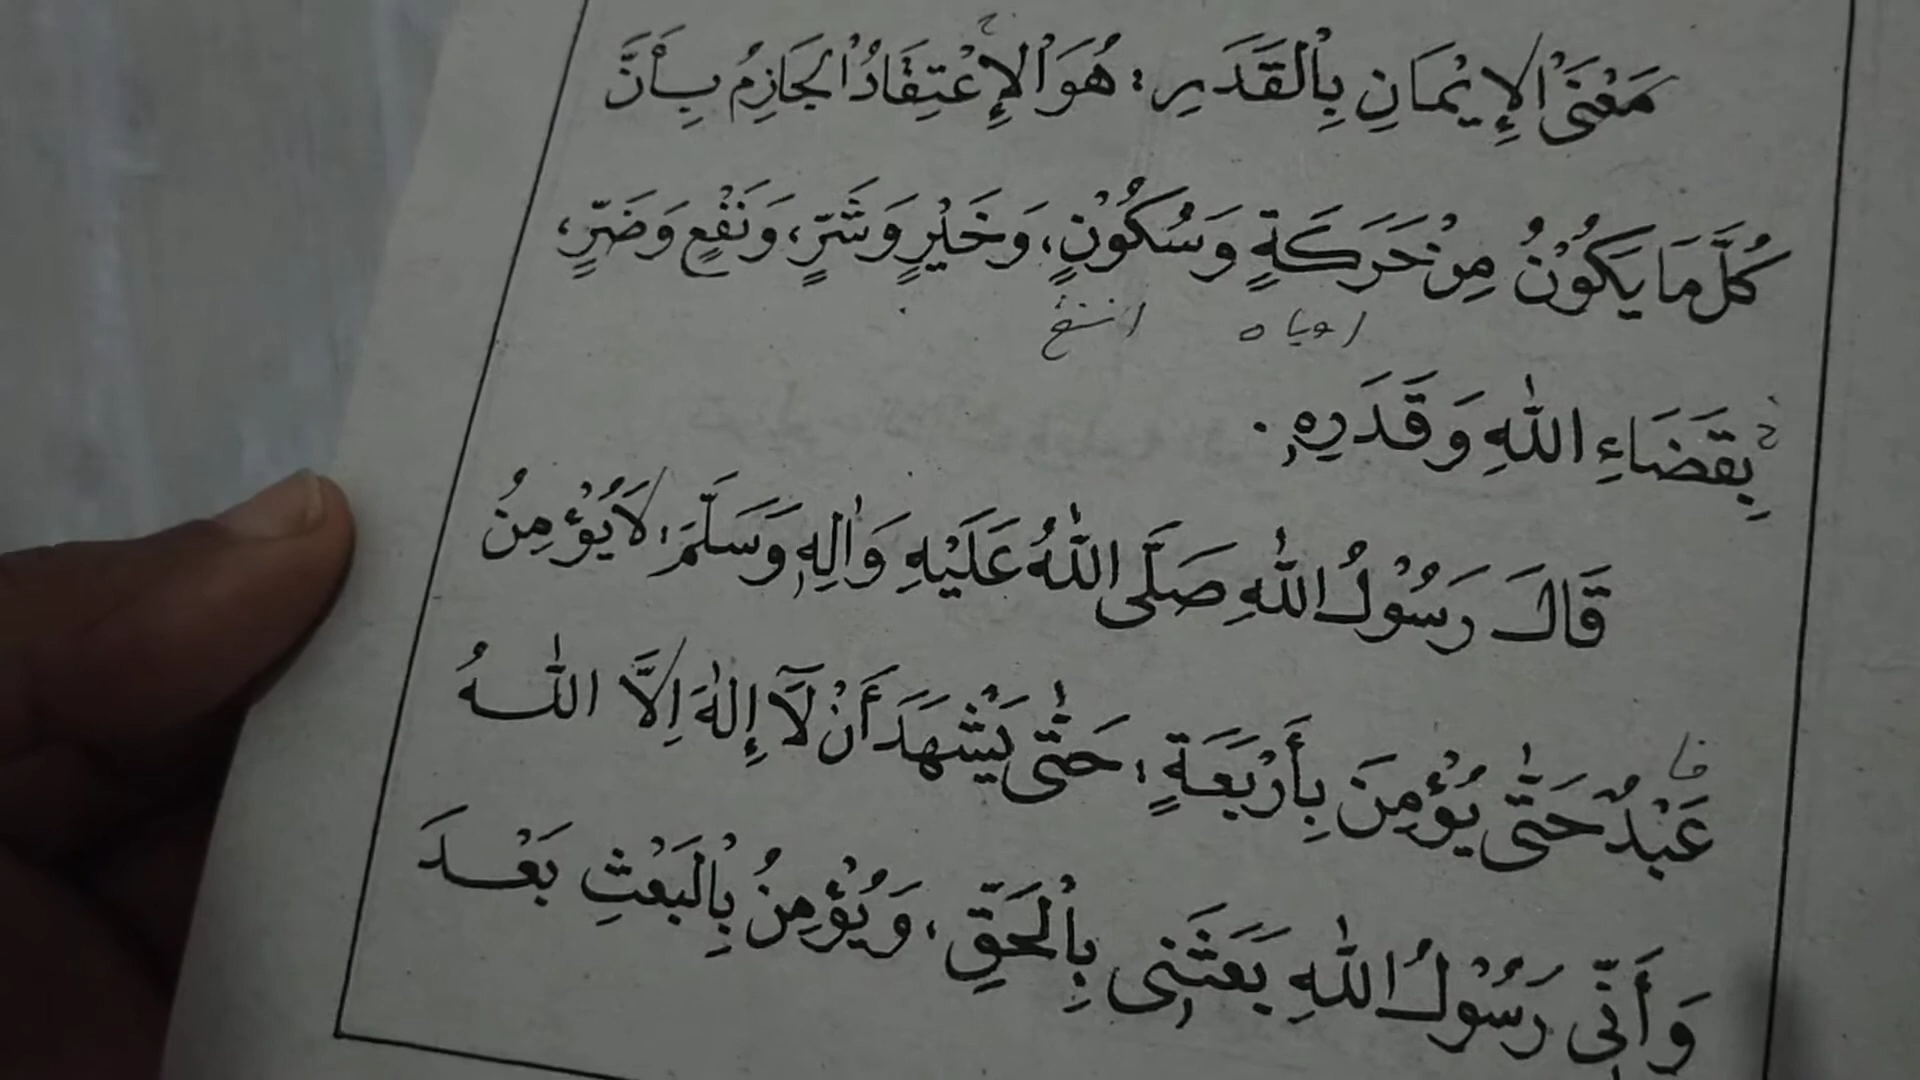 مَعْنَى الْإِيْمَانِ بِالْقَدَرِ : هُوَ الْإِعْتِقَادُ الْجَازِمُ بِأَنَّ
كُلَّ مَا يَكُوْنُ مِنْ حَرَكَةٍ وَسُكُوْنٍ، وَخَيْرٍ وَشَرٍّ، وَنَفْعٍ وَضَرٍّ،
بِقَضَاءِ اللهِ وَقَدَرِهِ .
قَالَ رَسُوْلُ اللهِ صَلَّى اللهُ عَلَيْهِ وَاٰلِهِ وَسَلَّمَ : لَا يُؤْمِنُ
عَبْدٌ حَتّٰى يُؤْمِنَ بِأَرْبَعَةٍ : حَتّٰى يَشْهَدَ أَنْ لَآ إِلٰهَ اِلَّا اللهُ
وَأَنِّى رَسُوْلُ اللهِ بَعَثَنِى بِالْحَقِّ ، وَيُؤْمِنُ بِالْبَعْثِ بَعْدَ